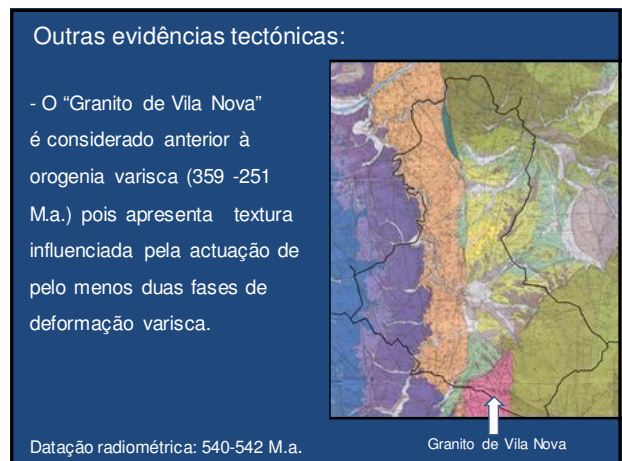 Outras evidências tectónicas:
- O “Granito de Vila Nova”
é considerado anterior à
orogenia varisca (359 -251
M.a.) pois apresenta textura
influenciada pela actuação de
pelo menos duas fases de
deformação varisca.
Datação radiométrica: 540-542 M.a.
Granito de Vila Nova